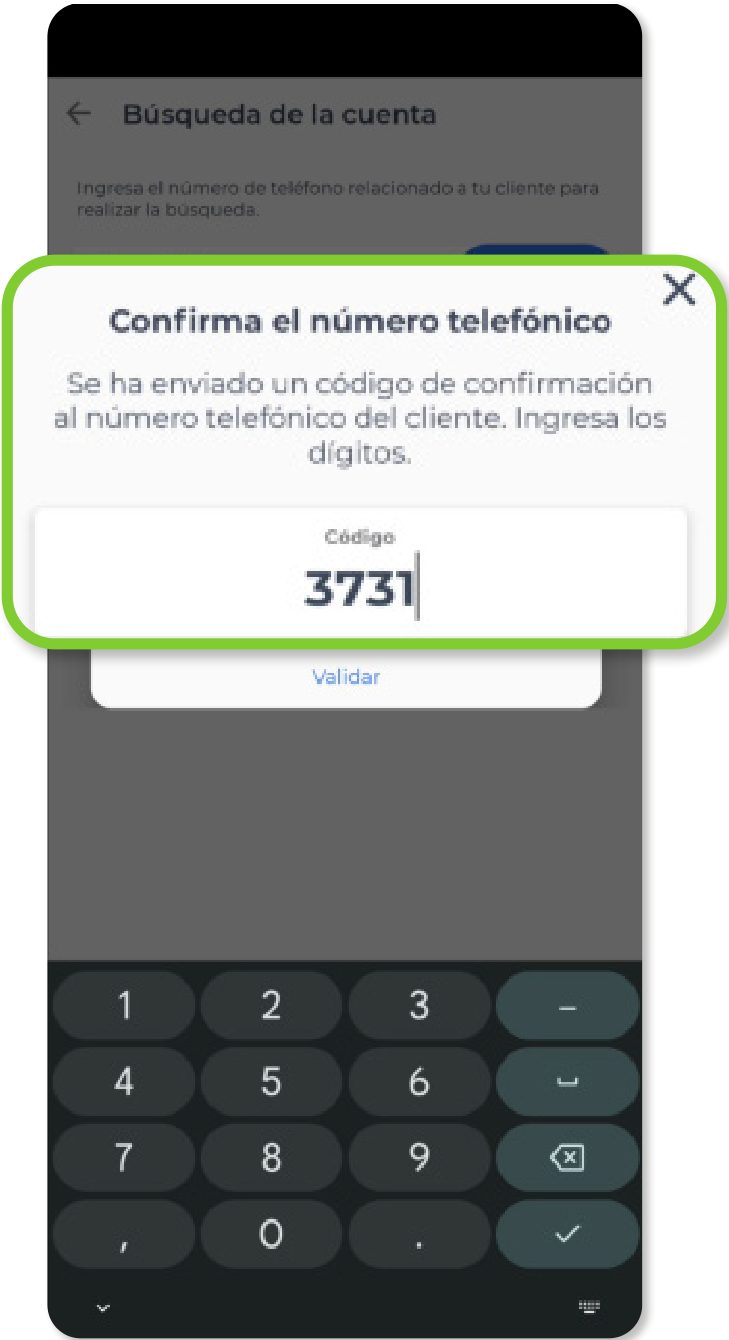 Búsqueda de la cuenta
Ingresa el número de teléfono relacionado a tu cliente para
realizar la búsqueda.
Confirma el número telefónico
Se ha enviado un código de confirmación
al número telefónico del cliente. Ingresa los
dígitos.
Código
3731
Validar
1 2 3 –
4 5 6
7 8 9
, 0 .